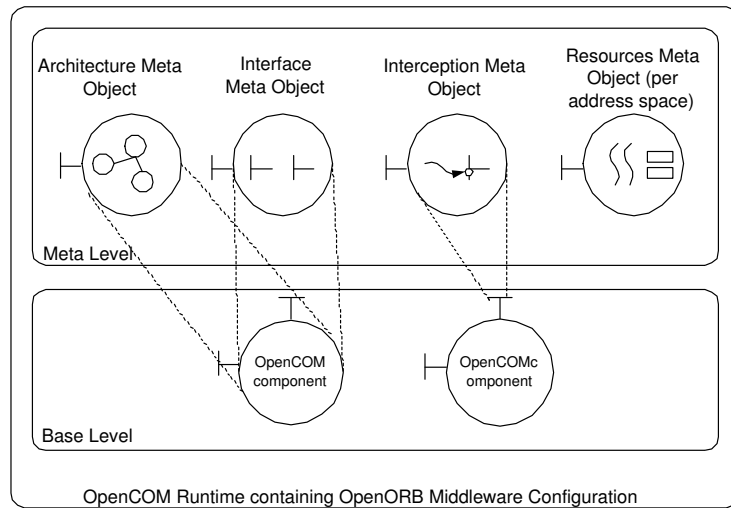 Architecture Meta
Object
Interface
Meta Object
Interception Meta
Object
Resources Meta
Object (per
address space)
Meta Level
OpenCOM
component
OpenCOMc
omponent
Base Level
OpenCOM Runtime containing OpenORB Middleware Configuration